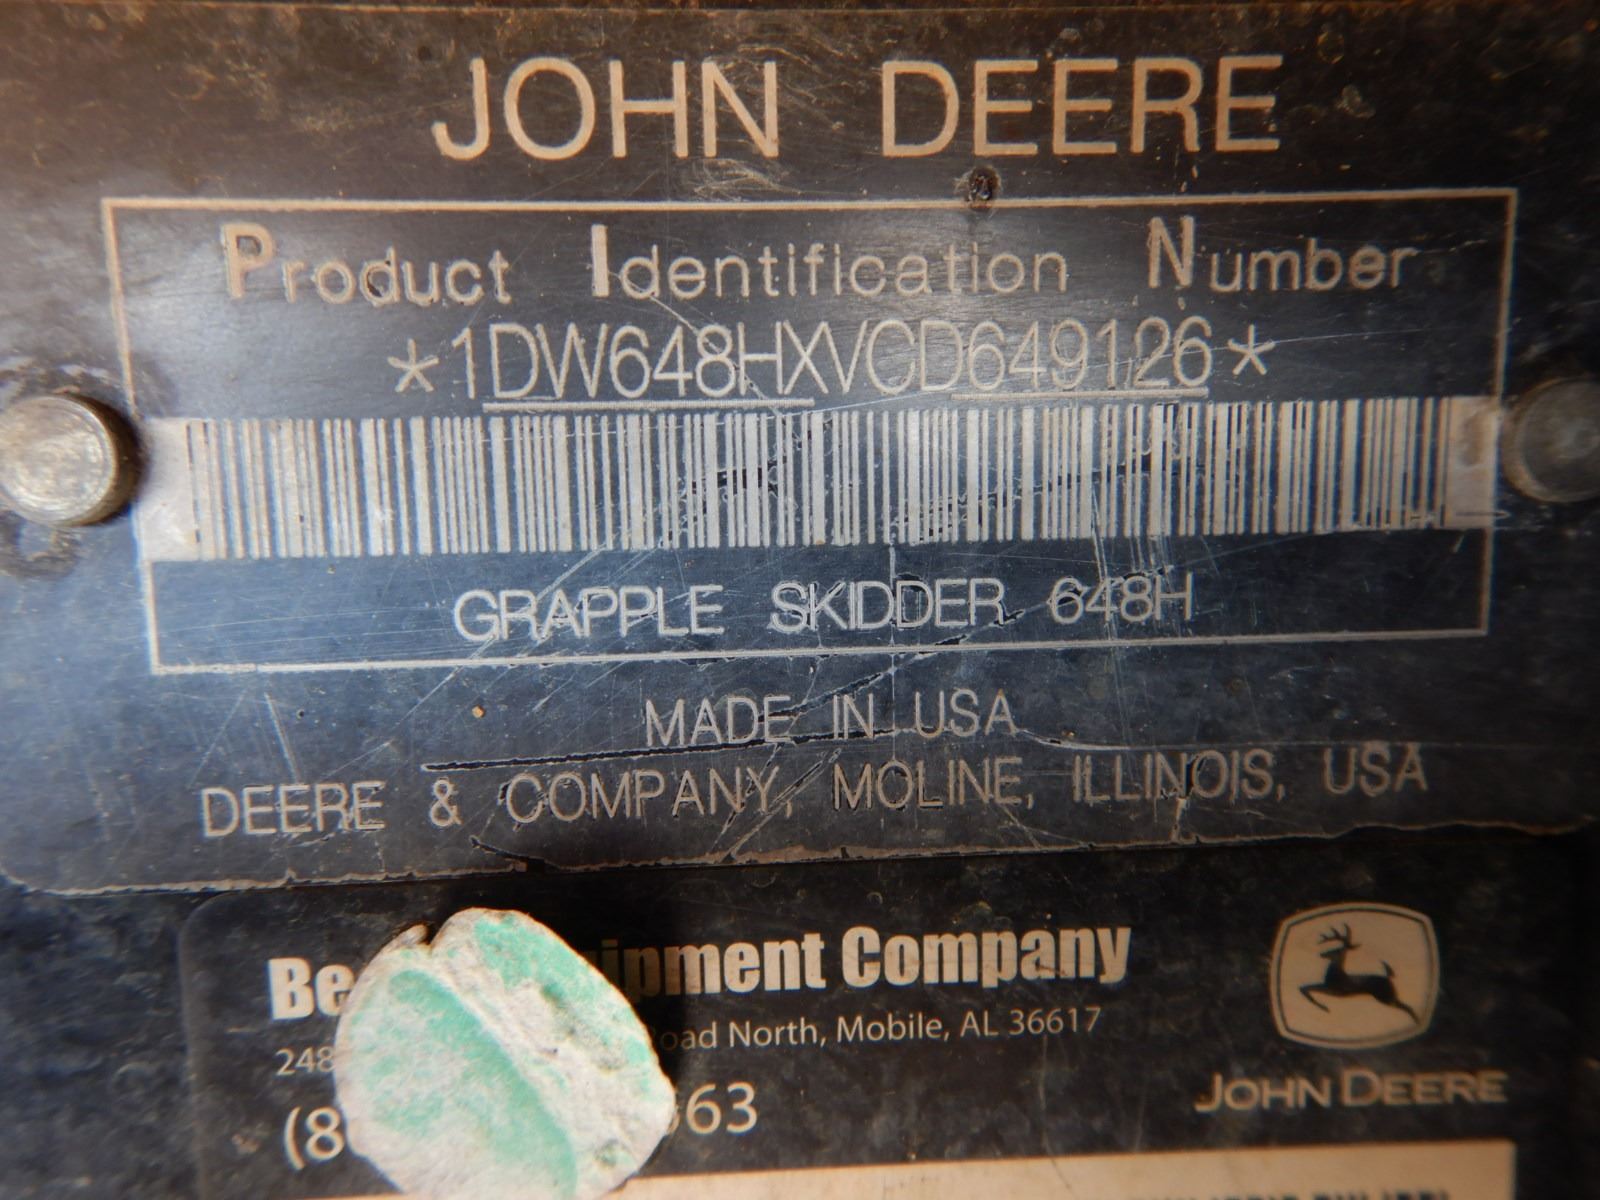 JOHN DEERE
Product Identification Number
*1DW648HXVCD649126*
GRAPPLE SKIDDER 648H
MADE IN USA
DEERE & COMPANY, MOLINE, ILLINOIS, USA
Company
North, Mobile, AL 36617
JOHN DEERE